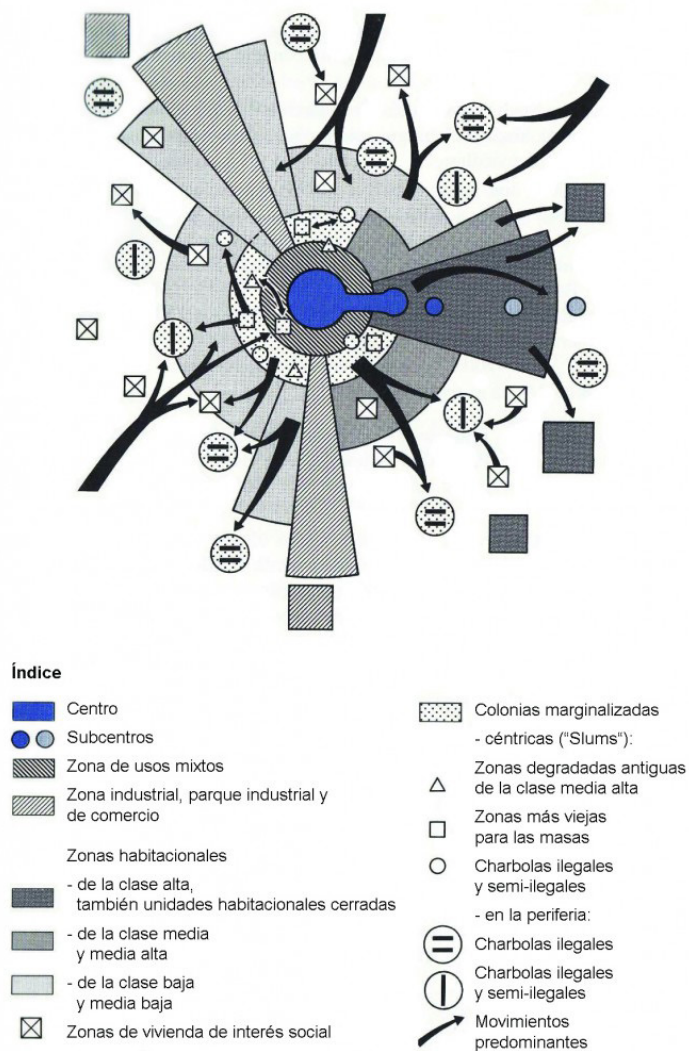 Índice
Centro
Subcentros
Zona de usos mixtos
Zona industrial, parque industrial y
de comercio
Zonas habitacionales
- de la clase alta,
también unidades habitacionales cerradas
- de la clase media
y media alta
- de la clase baja
y media baja
Zonas de vivienda de interés social
Colonias marginalizadas
- céntricas ("Slums“):
Zonas degradadas antiguas
de la clase media alta
Zonas más viejas
para las masas
Charbolas ilegales
y semi-ilegales
- en la periferia:
Charbolas ilegales
Charbolas ilegales
y semi-ilegales
Movimientos
predominantes